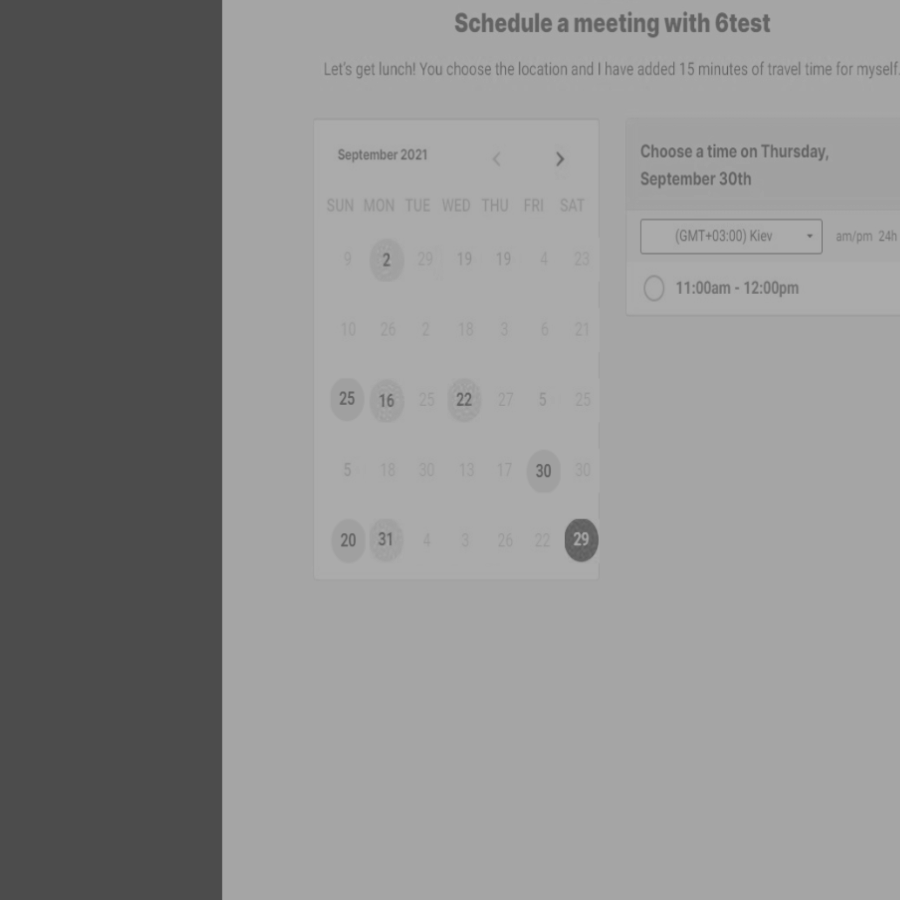 Schedule a meeting with 6test
Let's get lunch! You choose the location and I have added 15 minutes of travel time for myself.
September 2021
SUN MON TUE WED THU FRI SAT
9 2 29 19 19 4 23
10 26 2 18 3 6 21
25 16 25 22 27 5 25
5 18 30 13 17 30 30
20 31 4 3 26 22 29
Choose a time on Thursday,
September 30th
(GMT+03:00) Kiev am/pm 24h
11:00am - 12:00pm